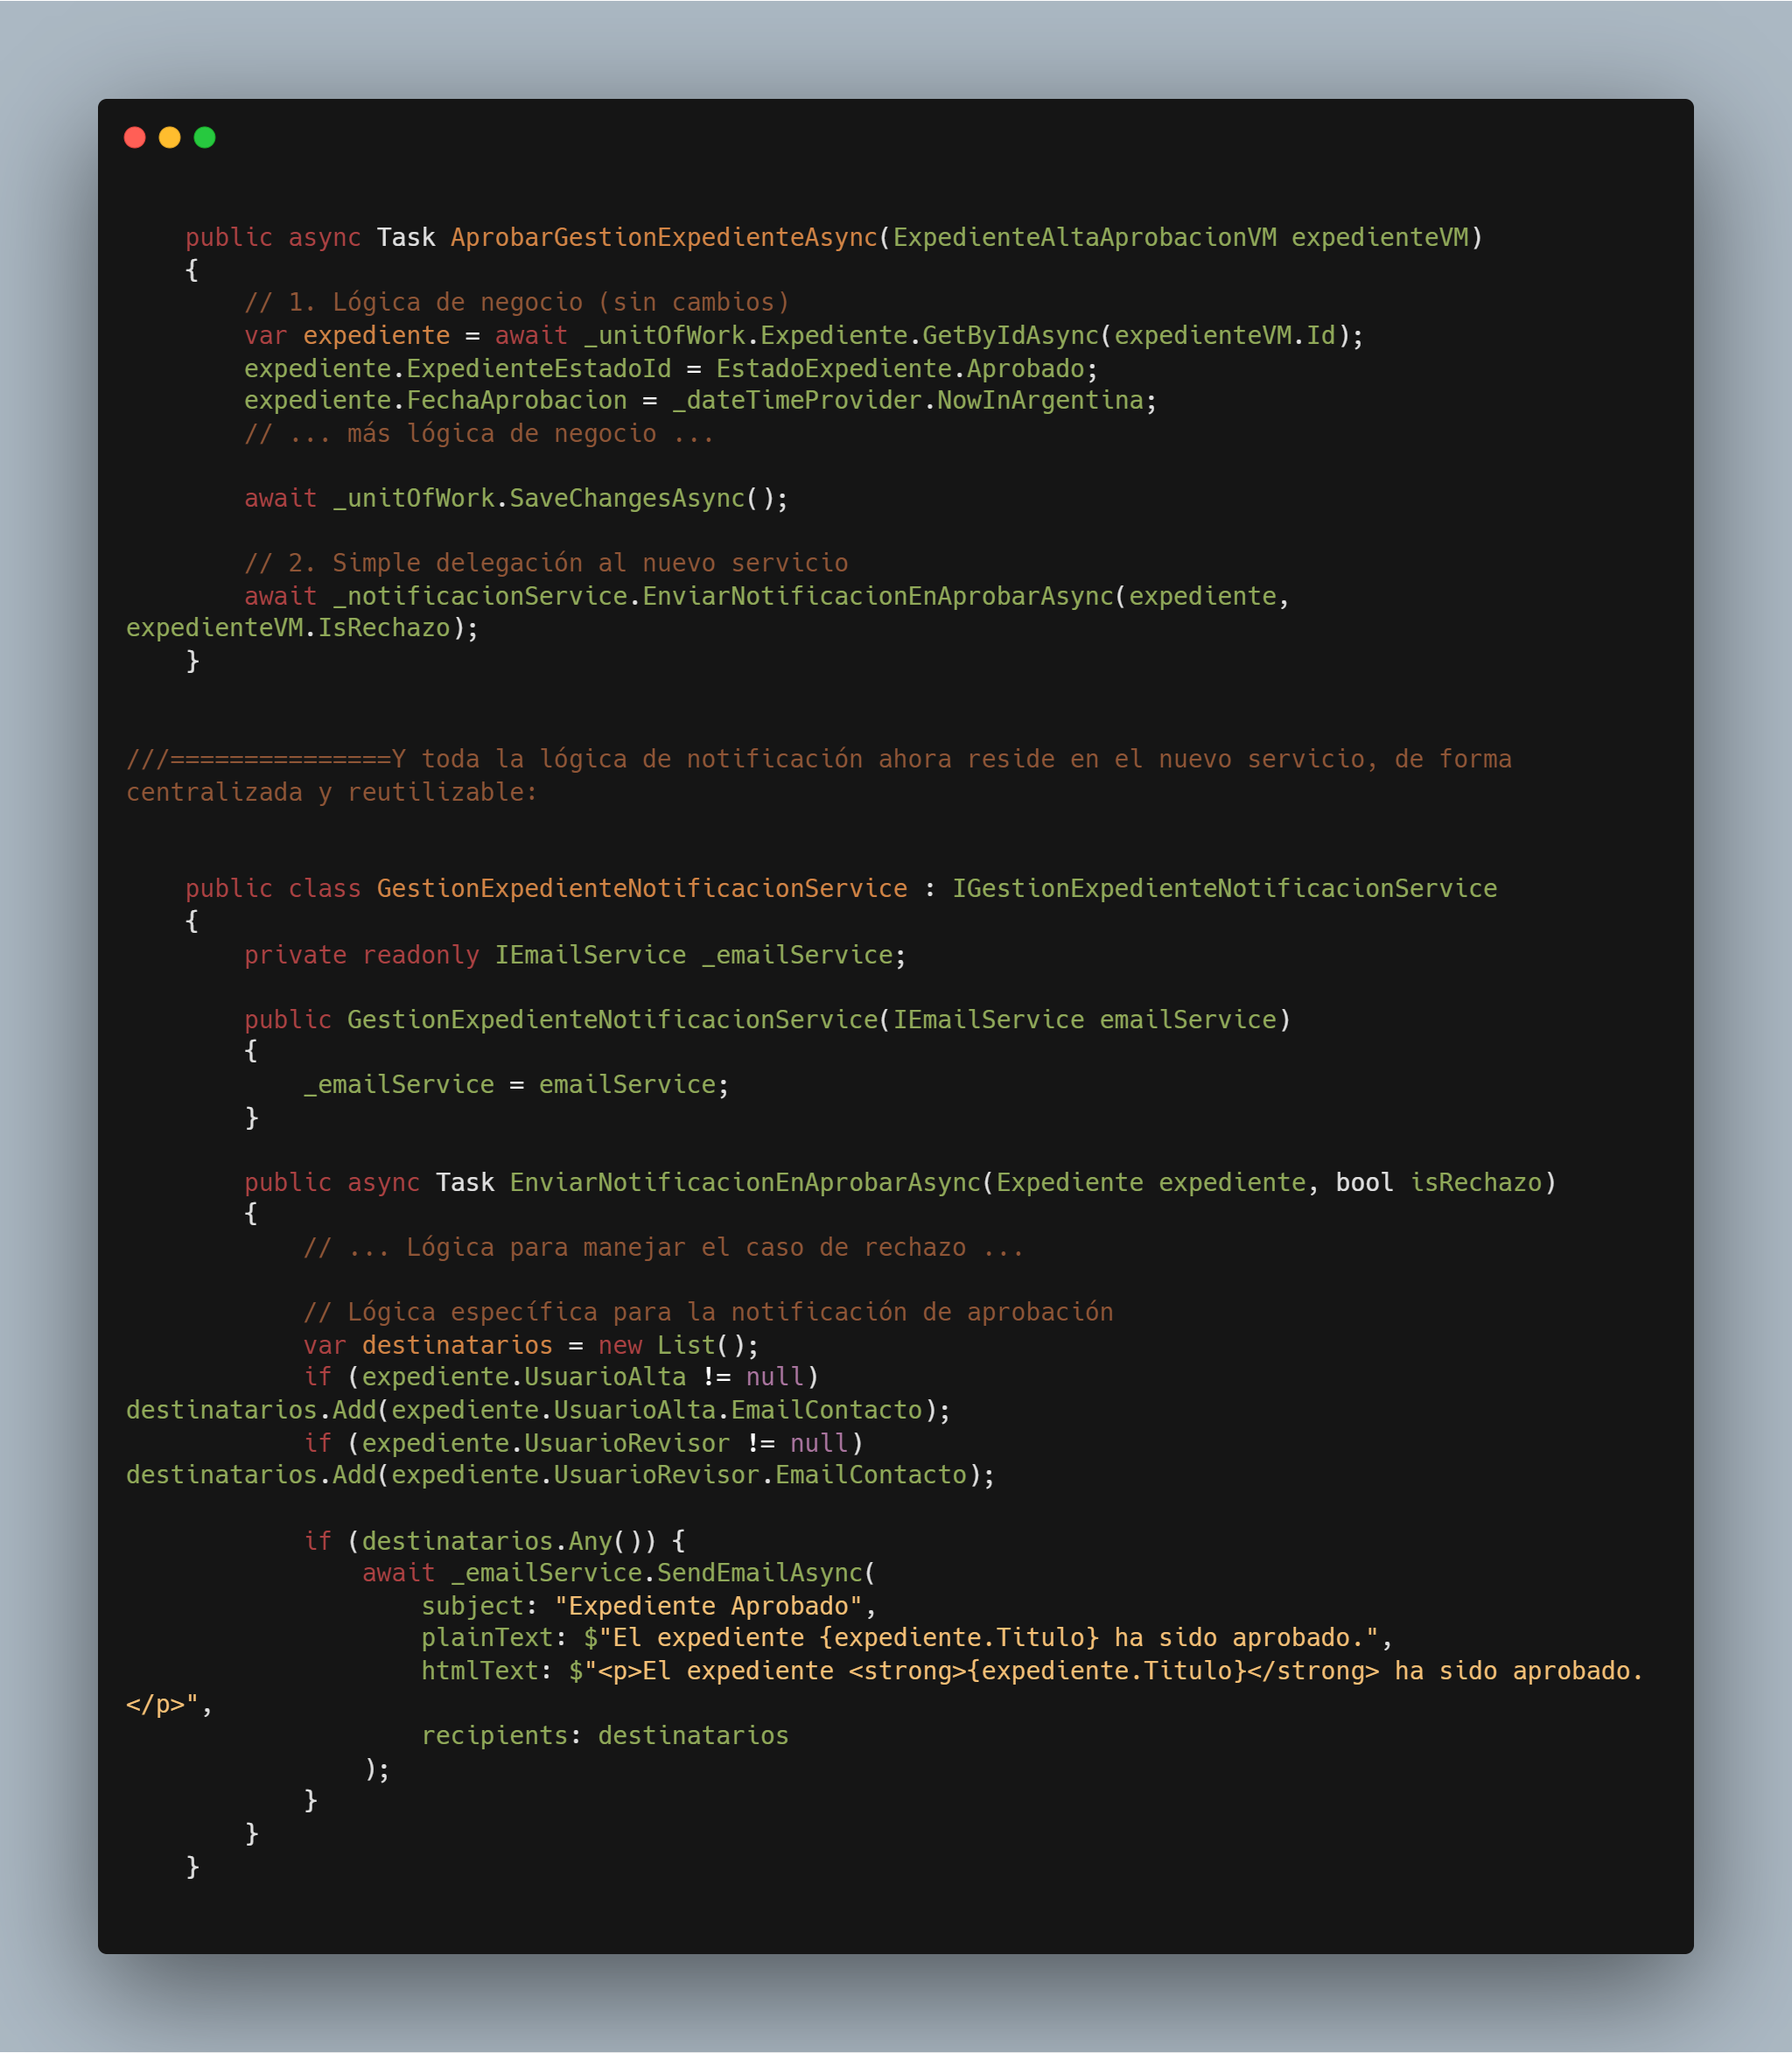 public async Task AprobarGestionExpedienteAsync(ExpedienteAltaAprobacionVM expedienteVM)
{
// 1. Lógica de negocio (sin cambios)
var expediente = await _unitOfWork.Expediente.GetByIdAsync(expedienteVM.Id);
expediente.ExpedienteEstadoId = EstadoExpediente.Aprobado;
expediente.FechaAprobacion = _dateTimeProvider.NowInArgentina;
// ... más lógica de negocio ...
await _unitOfWork.SaveChangesAsync();
// 2. Simple delegación al nuevo servicio
await _notificacionService.EnviarNotificacionEnAprobarAsync(expediente,
expedienteVM.IsRechazo);
}
///===============Y toda la lógica de notificación ahora reside en el nuevo servicio, de forma
centralizada y reutilizable:
public class GestionExpedienteNotificacionService : IGestionExpedienteNotificacionService
{
private readonly IEmailService _emailService;
public GestionExpedienteNotificacionService(IEmailService emailService)
{
_emailService = emailService;
}
public async Task EnviarNotificacionEnAprobarAsync(Expediente expediente, bool isRechazo)
{
// ... Lógica para manejar el caso de rechazo ...
// Lógica específica para la notificación de aprobación
var destinatarios = new List();
if (expediente.UsuarioAlta != null)
destinatarios.Add(expediente.UsuarioAlta.EmailContacto);
if (expediente.UsuarioRevisor != null)
destinatarios.Add(expediente.UsuarioRevisor.EmailContacto);
if (destinatarios.Any()) {
await _emailService.SendEmailAsync(
subject: "Expediente Aprobado",
plainText: $"El expediente {expediente.Titulo} ha sido aprobado.",
htmlText: $"<p>El expediente <strong>{expediente.Titulo}</strong> ha sido aprobado.
</p>",
recipients: destinatarios
);
}
}
}